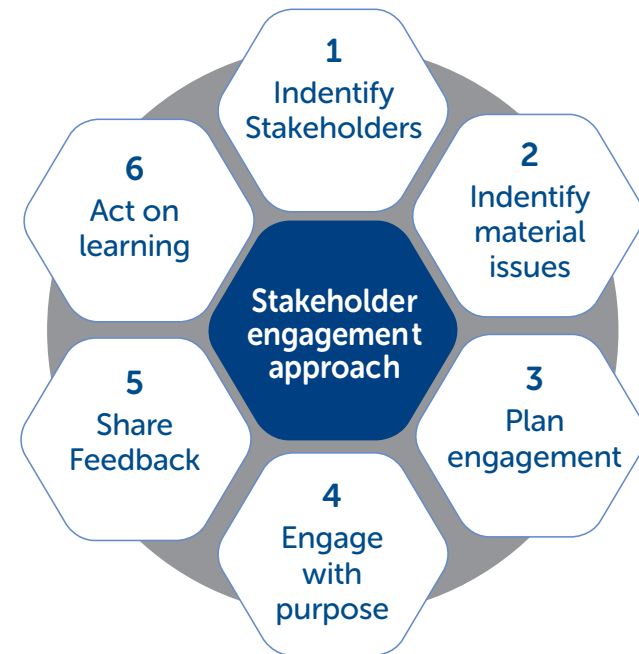 1
Indentify
Stakeholders
2
Indentify
material
issues
3
Plan
engagement
4
Engage
with
purpose
5
Share
Feedback
6
Act on
learning
Stakeholder
engagement
approach